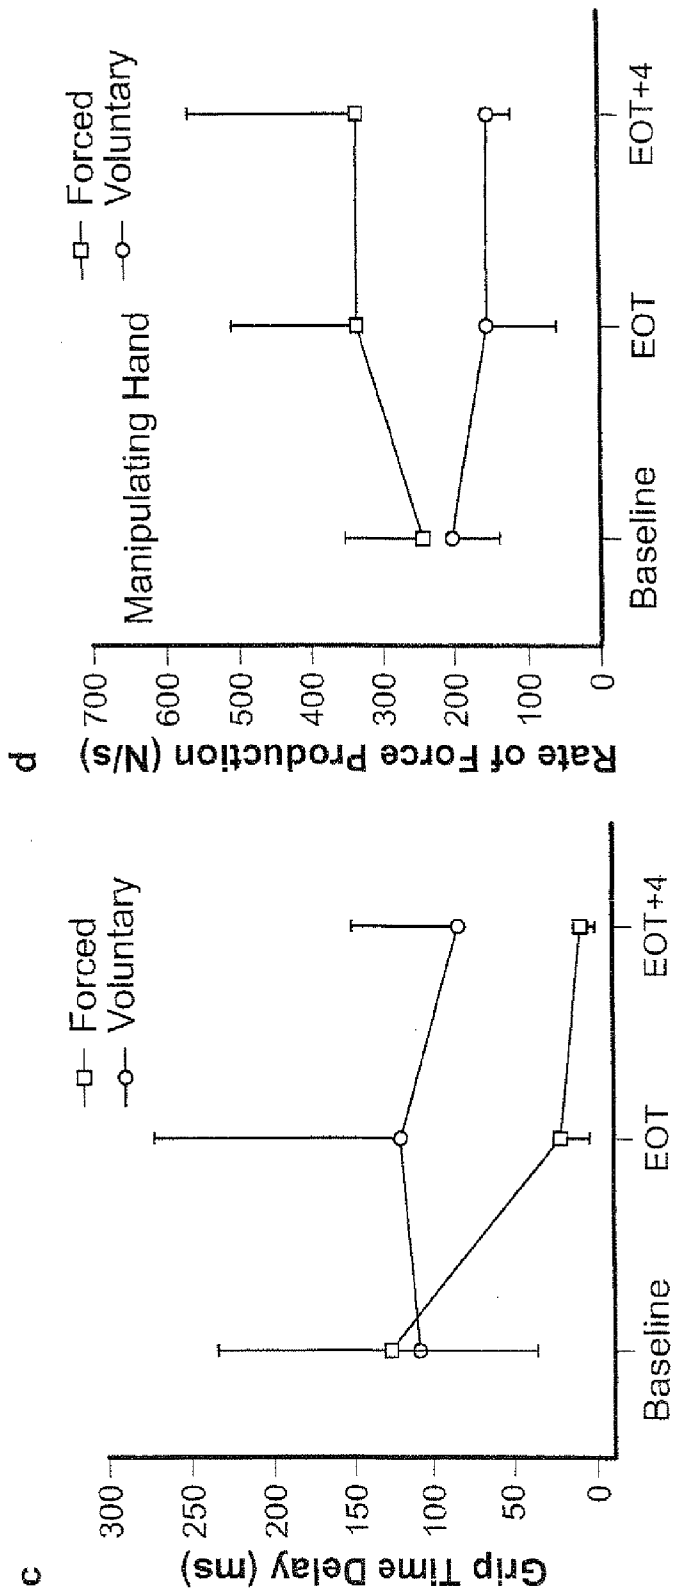 c
Grip Time Delay (ms)
300
250
200
150
100
50
0
Forced
Voluntary
Baseline
EOT
EOT+4
d
Rate of Force Production (N/s)
700
600
500
400
300
200
100
0
Manipulating Hand
Forced
Voluntary
Baseline
EOT
EOT+4